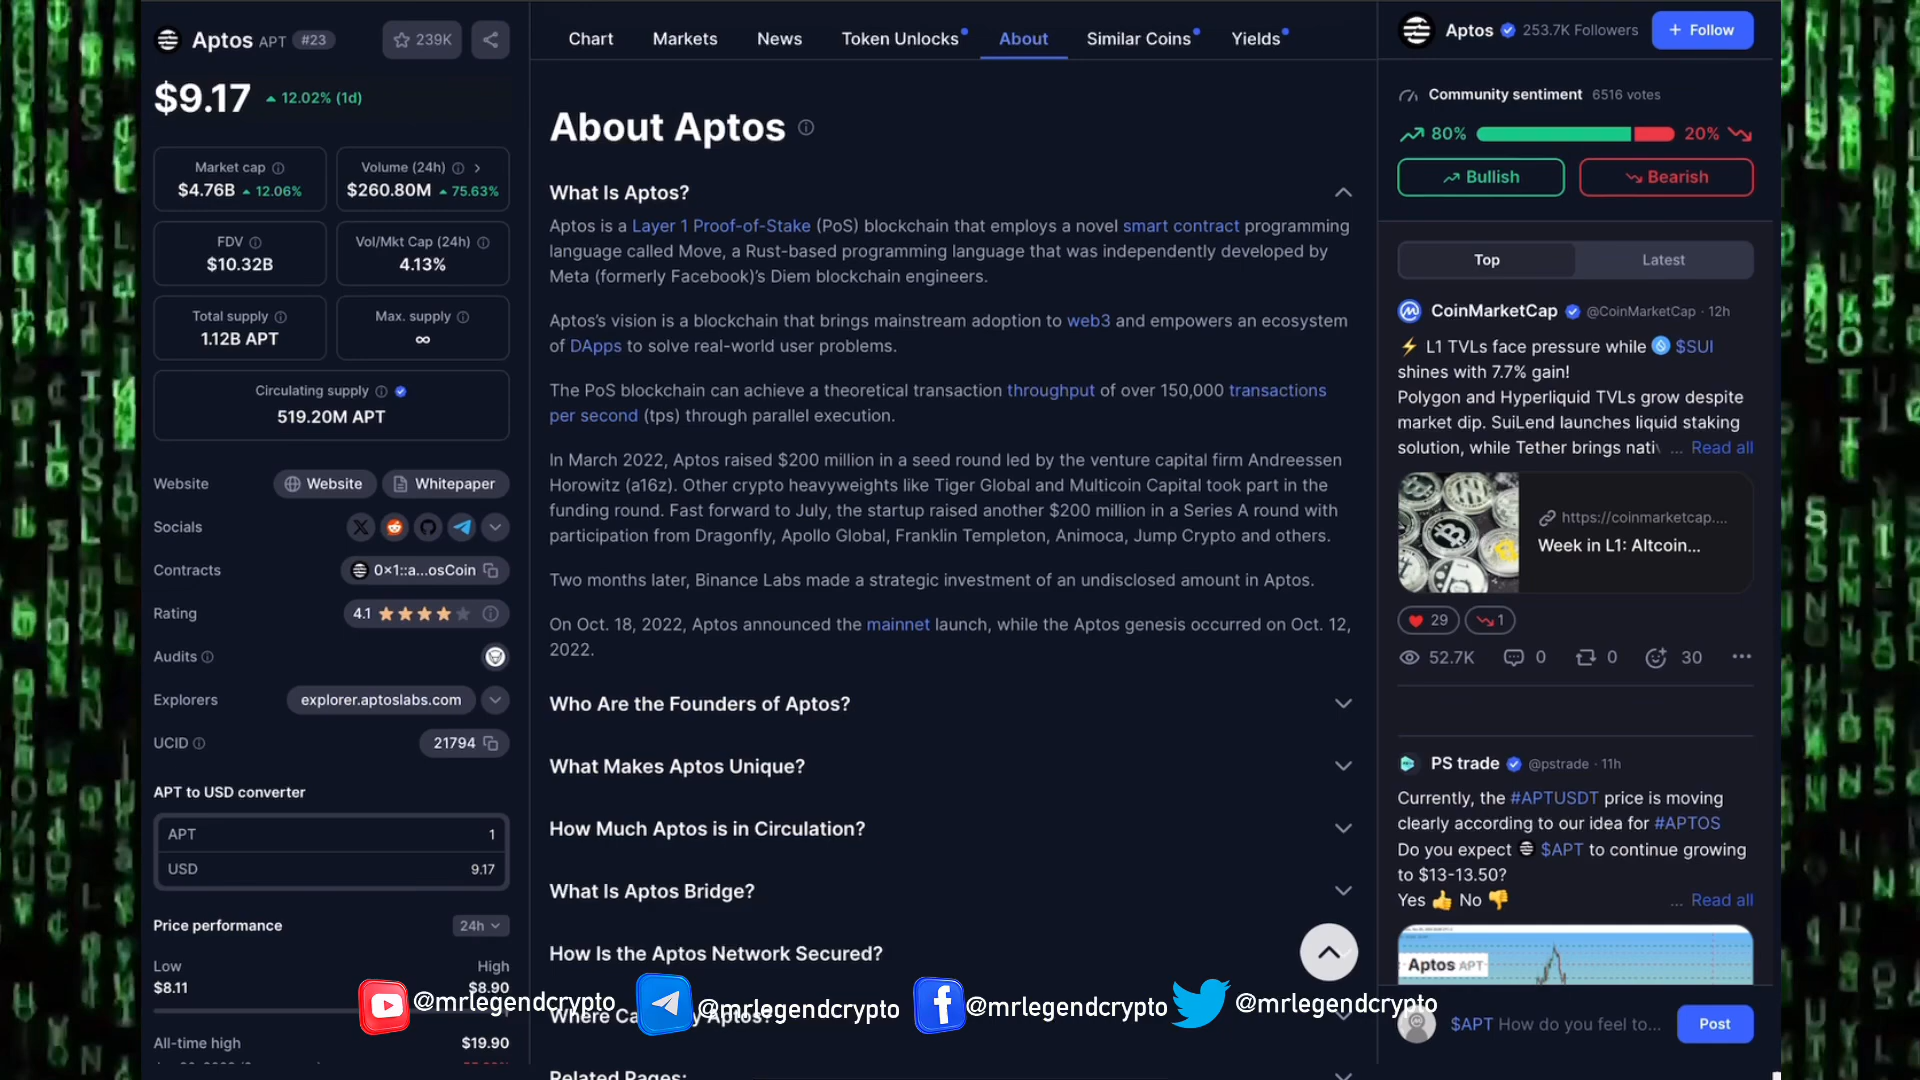 Aptos APT #23
239K
$9.17 12.02% (1d)
Market cap
$4.76B 12.06%
Volume (24h)
$260.80M 75.63%
FDV
$10.32B
Vol/Mkt Cap (24h)
4.13%
Total supply
1.12B APT
Max. supply
∞
Circulating supply
519.20M APT
Website Website Whitepaper
Socials
Contracts 0x1::a...osCoin
Rating 4.1
Audits
Explorers explorer.aptoslabs.com
UCID 21794
APT to USD converter
APT 1
USD 9.17
Price performance 24h
Low High
$8.11 $8.90
All-time high $19.90
Chart Markets News Token Unlocks About Similar Coins Yields
About Aptos
What Is Aptos?
Aptos is a Layer 1 Proof-of-Stake (PoS) blockchain that employs a novel smart contract programming
language called Move, a Rust-based programming language that was independently developed by
Meta (formerly Facebook)’s Diem blockchain engineers.
Aptos’s vision is a blockchain that brings mainstream adoption to web3 and empowers an ecosystem
of DApps to solve real-world user problems.
The PoS blockchain can achieve a theoretical transaction throughput of over 150,000 transactions
per second (tps) through parallel execution.
In March 2022, Aptos raised $200 million in a seed round led by the venture capital firm Andreessen
Horowitz (a16z). Other crypto heavyweights like Tiger Global and Multicoin Capital took part in the
funding round. Fast forward to July, the startup raised another $200 million in a Series A round with
participation from Dragonfly, Apollo Global, Franklin Templeton, Animoca, Jump Crypto and others.
Two months later, Binance Labs made a strategic investment of an undisclosed amount in Aptos.
On Oct. 18, 2022, Aptos announced the mainnet launch, while the Aptos genesis occurred on Oct. 12,
2022.
Who Are the Founders of Aptos?
What Makes Aptos Unique?
How Much Aptos is in Circulation?
What Is Aptos Bridge?
How Is the Aptos Network Secured?
Where Ca y Aptos?
Related Pages:
Aptos 253.7K Followers + Follow
Community sentiment 6516 votes
80% 20%
Bullish Bearish
Top Latest
CoinMarketCap @CoinMarketCap · 12h
⚡ L1 TVLs face pressure while $SUI
shines with 7.7% gain!
Polygon and Hyperliquid TVLs grow despite
market dip. SuiLend launches liquid staking
solution, while Tether brings nati ... Read all
https://coinmarketcap....
Week in L1: Altcoin...
29 1
52.7K 0 0 30
PS trade @pstrade · 11h
Currently, the #APTUSDT price is moving
clearly according to our idea for #APTOS
Do you expect $APT to continue growing
to $13-13.50?
Yes 👍 No 👎 ... Read all
Aptos APT
$APT How do you feel to... Post
@mrlegendcrypto @mrlegendcrypto @mrlegendcrypto @mrlegendcrypto